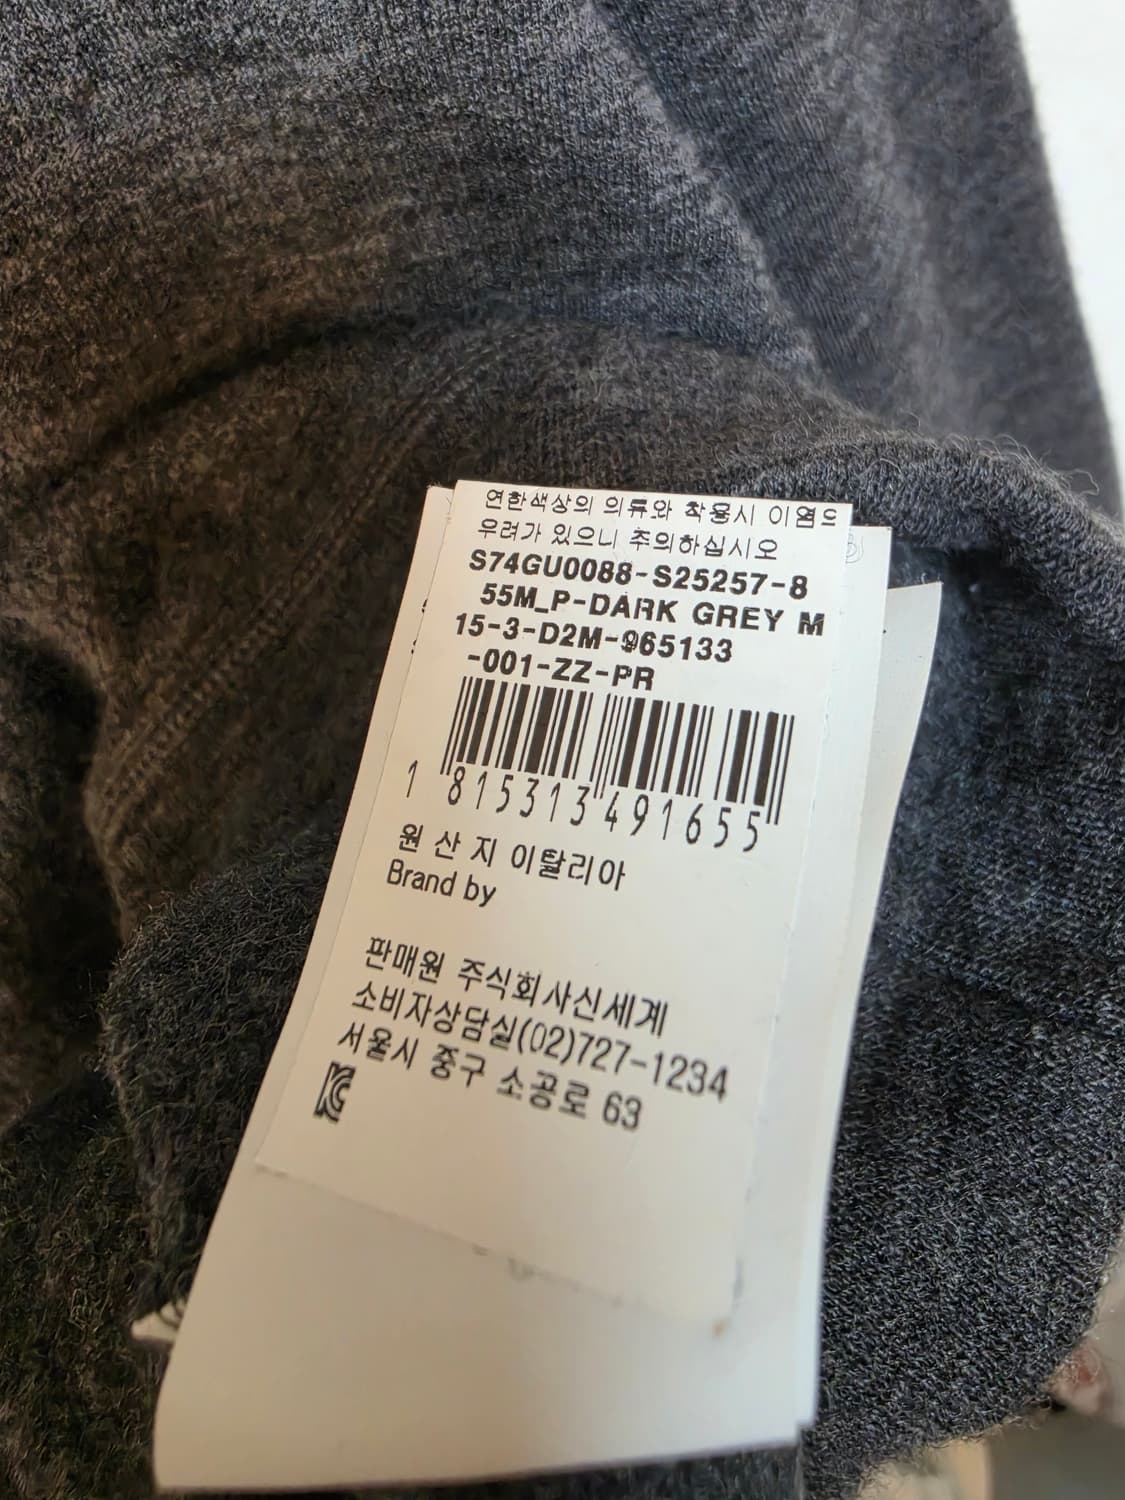 연한색상의 의류와 착용시 이염으
우려가 있으니 주의하십시오
S74GU0088-S25257-8
55M_P-DARK GREY M
15-3-D2M-965133
-001-ZZ-PR
1 815313 491655
원 산 지 이탈리아
Brand by
판매원 주식회사신세계
소비자상담실(02)727-1234
서울시 중구 소공로 63